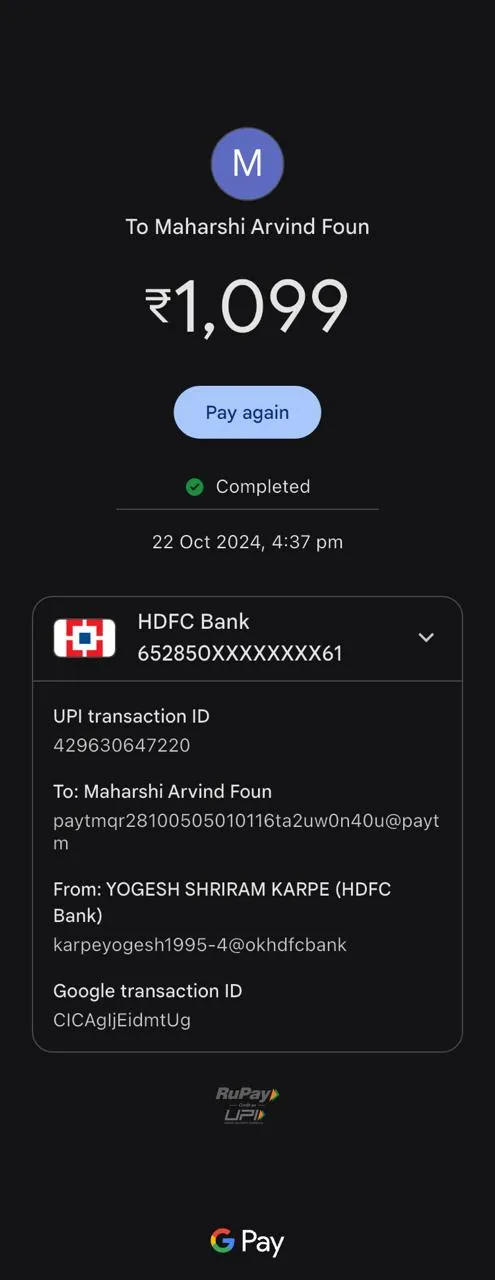 M
To Maharshi Arvind Foun
₹1,099
Pay again
Completed
22 Oct 2024, 4:37 pm
HDFC Bank
652850XXXXXXXX61
UPI transaction ID
429630647220
To: Maharshi Arvind Foun
paytmqr28100505010116ta2uw0n40u@payt
m
From: YOGESH SHRIRAM KARPE (HDFC
Bank)
karpeyogesh1995-4@okhdfcbank
Google transaction ID
CICAgIjEidmtUg
RuPay
UPI
G Pay